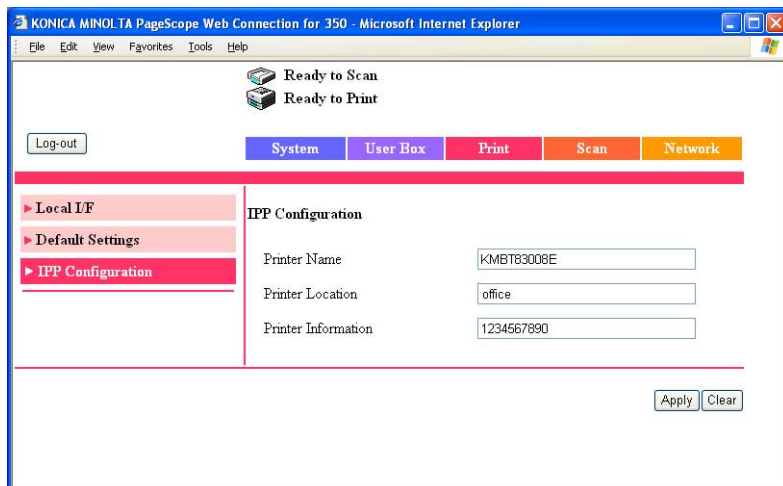 KONICA MINOLTA PageScope Web Connection for 350 - Microsoft Internet Explorer
File Edit View Favorites Tools Help
Ready to Scan
Ready to Print
Log-out
System User Box Print Scan Network
Local I/F
Default Settings
IPP Configuration
IPP Configuration
Printer Name KMBT83008E
Printer Location office
Printer Information 1234567890
Apply Clear